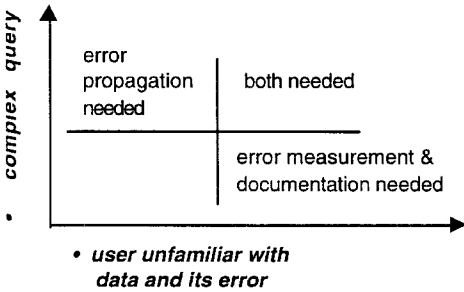 • complex query
error
propagation
needed
both needed
error measurement &
documentation needed
• user unfamiliar with
data and its error